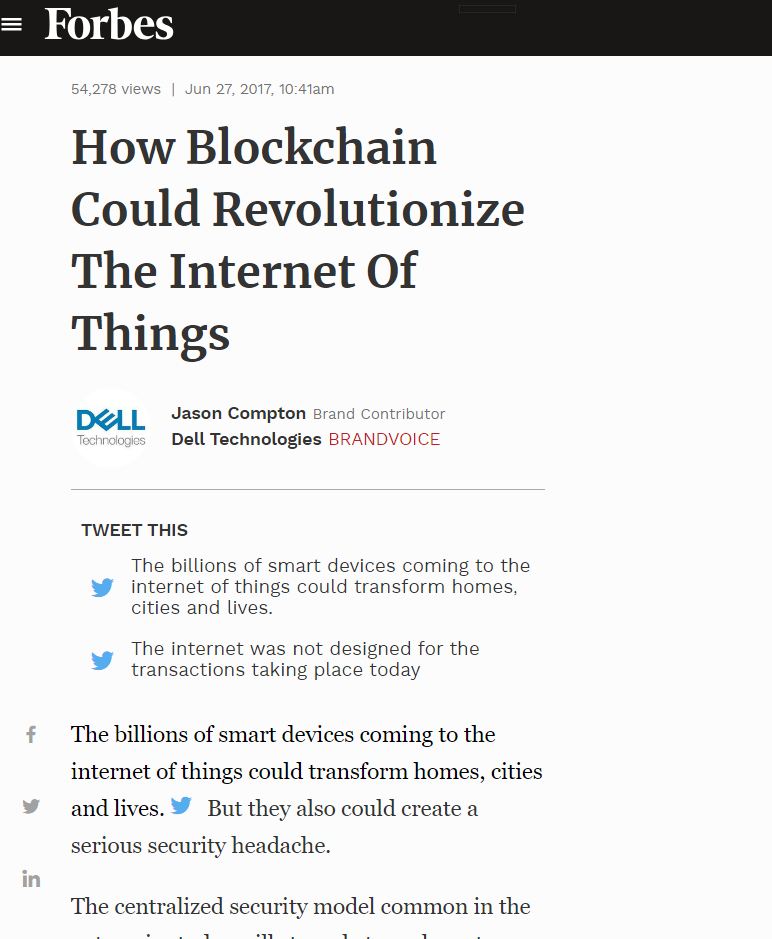 Forbes
54,278 views | Jun 27, 2017, 10:41am
How Blockchain
Could Revolutionize
The Internet Of
Things
DELL
Technologies
Jason Compton Brand Contributor
Dell Technologies BRANDVOICE
TWEET THIS
The billions of smart devices coming to the
internet of things could transform homes,
cities and lives.
The internet was not designed for the
transactions taking place today
The billions of smart devices coming to the
internet of things could transform homes, cities
and lives. But they also could create a
serious security headache.
The centralized security model common in the